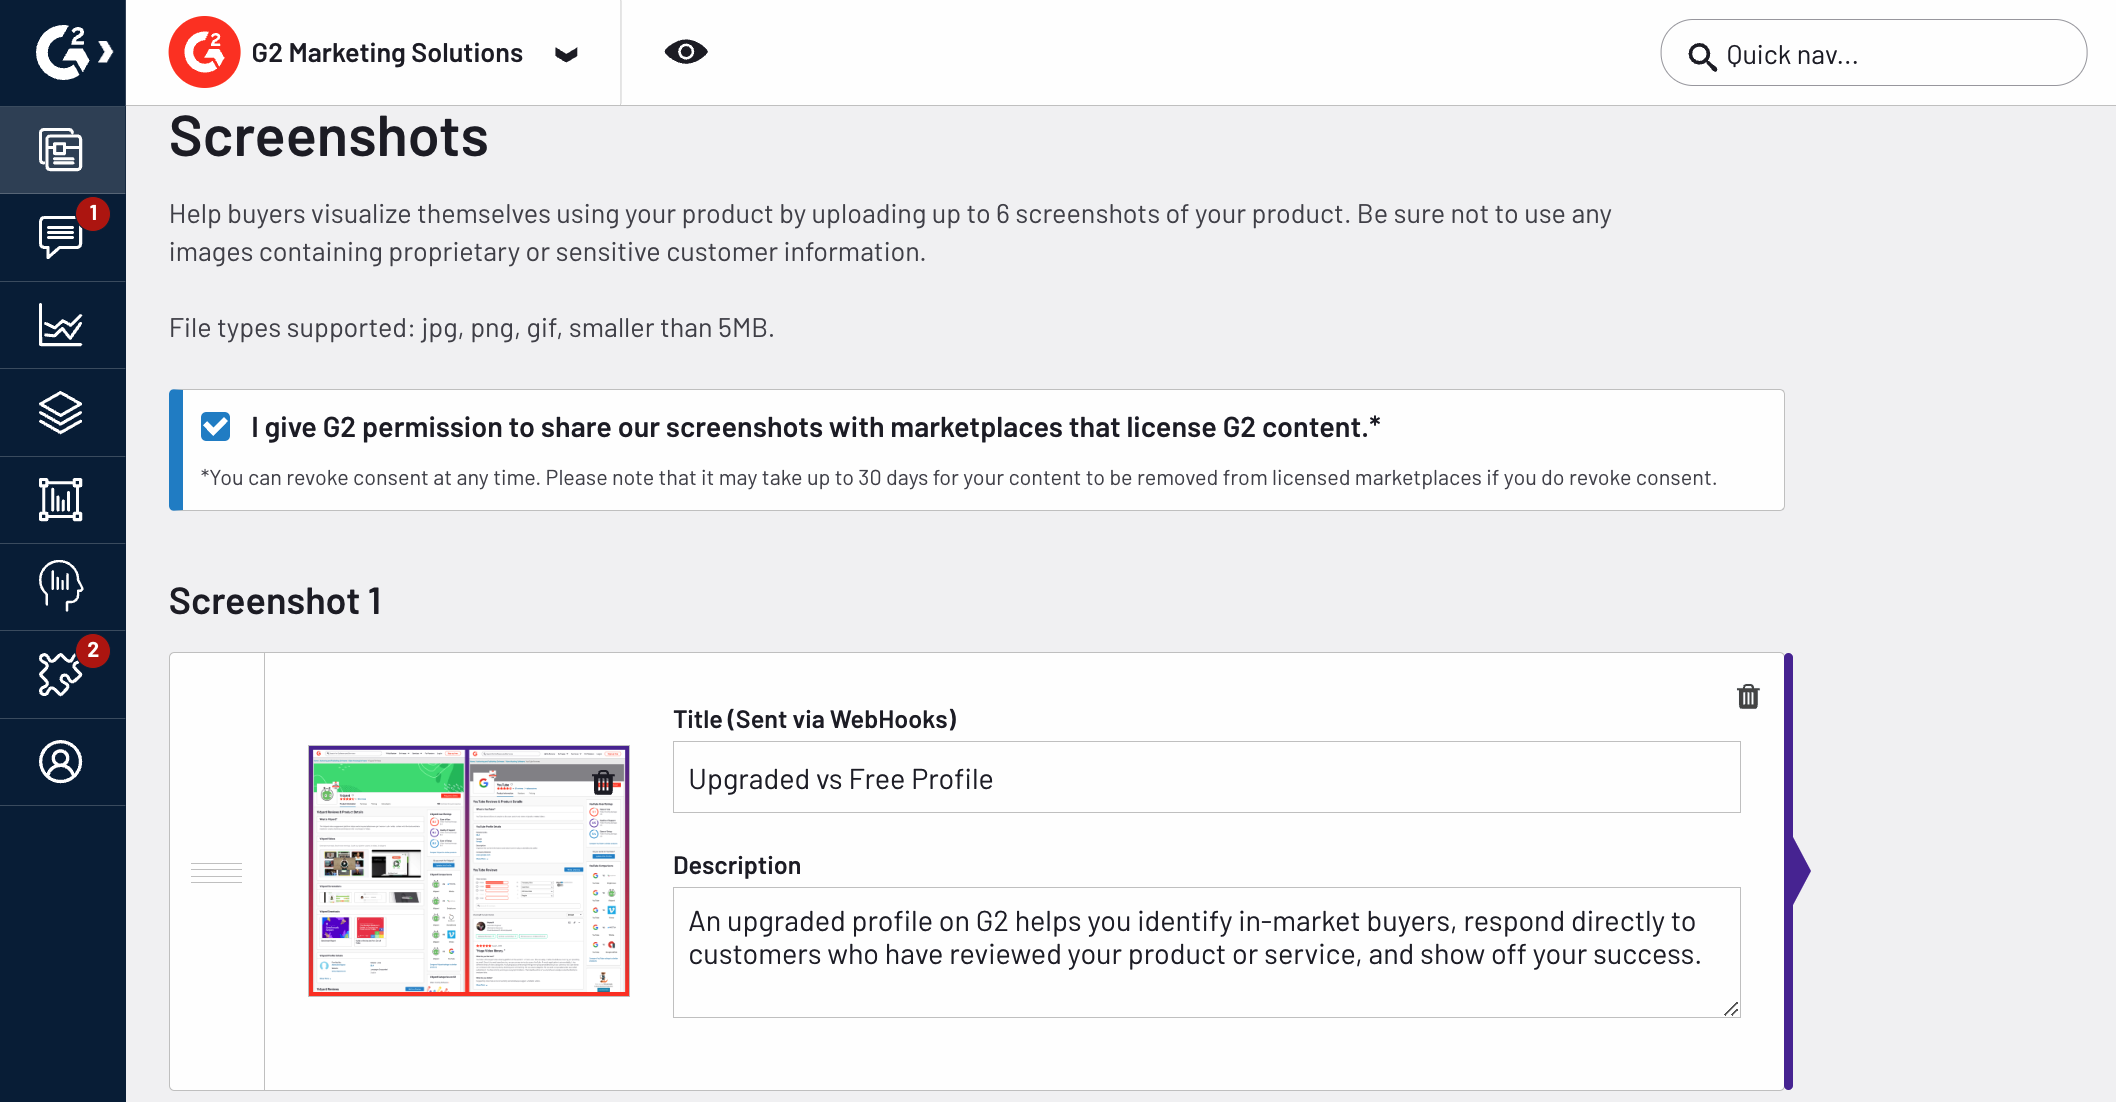 G2 Marketing Solutions
Quick nav...
Screenshots
Help buyers visualize themselves using your product by uploading up to 6 screenshots of your product. Be sure not to use any
images containing proprietary or sensitive customer information.
File types supported: jpg, png, gif, smaller than 5MB.
1
I give G2 permission to share our screenshots with marketplaces that license G2 content.*
*You can revoke consent at any time. Please note that it may take up to 30 days for your content to be removed from licensed marketplaces if you do revoke consent.
Screenshot 1
2
Title (Sent via WebHooks)
Upgraded vs Free Profile
Description
An upgraded profile on G2 helps you identify in-market buyers, respond directly to
customers who have reviewed your product or service, and show off your success.